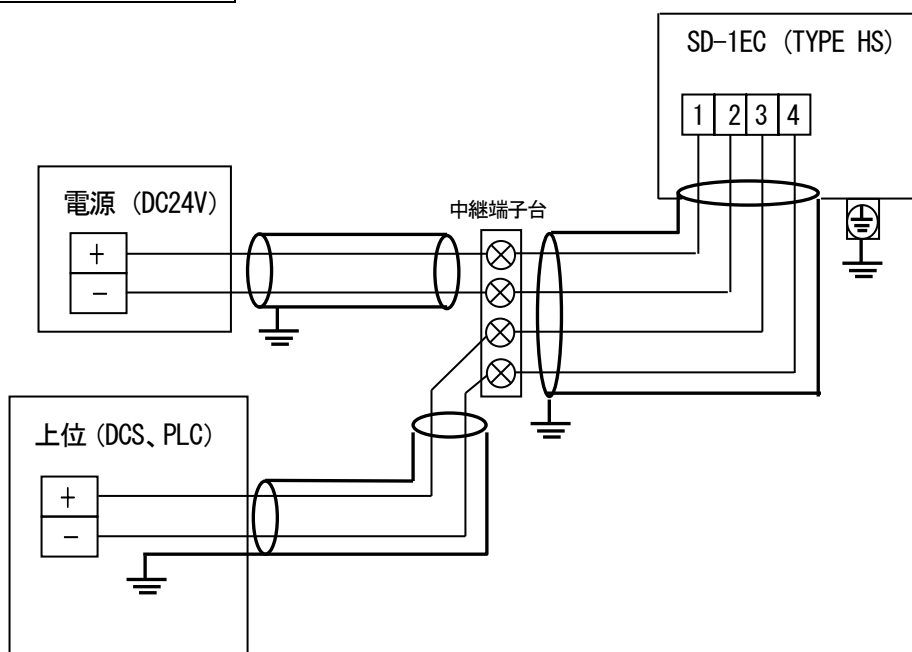 SD-1EC (TYPE HS)
1 2 3 4
電源 (DC24V)
+
-
中継端子台
上位 (DCS、PLC)
+
-